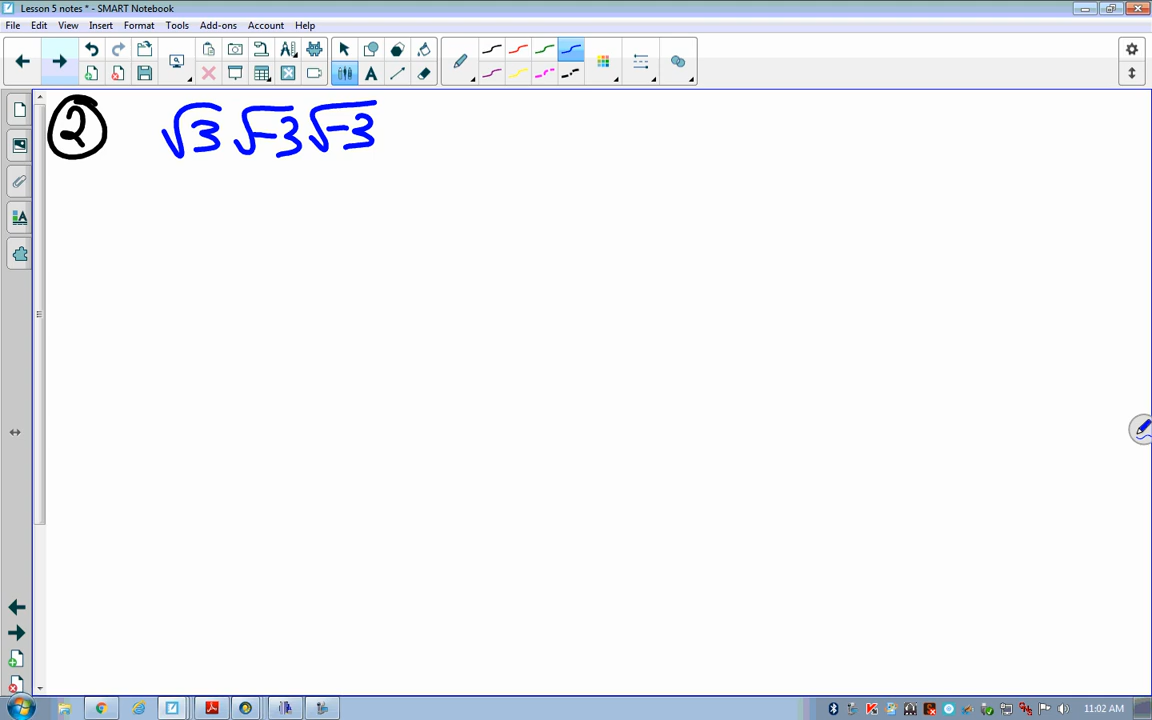 Lesson 5 notes * - SMART Notebook
File Edit View Insert Format Tools Add-ons Account Help
② √3 √-3 √-3
11:02 AM